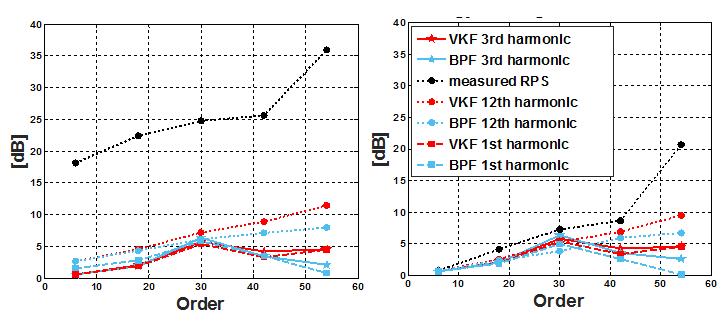 40
35
30
25
20
15
10
5
0
[dB]
0 10 20 30 40 50 60
Order
40
35
30
25
20
15
10
5
0
[dB]
VKF 3rd harmonic
BPF 3rd harmonic
measured RPS
VKF 12th harmonic
BPF 12th harmonic
VKF 1st harmonic
BPF 1st harmonic
0 10 20 30 40 50 60
Order